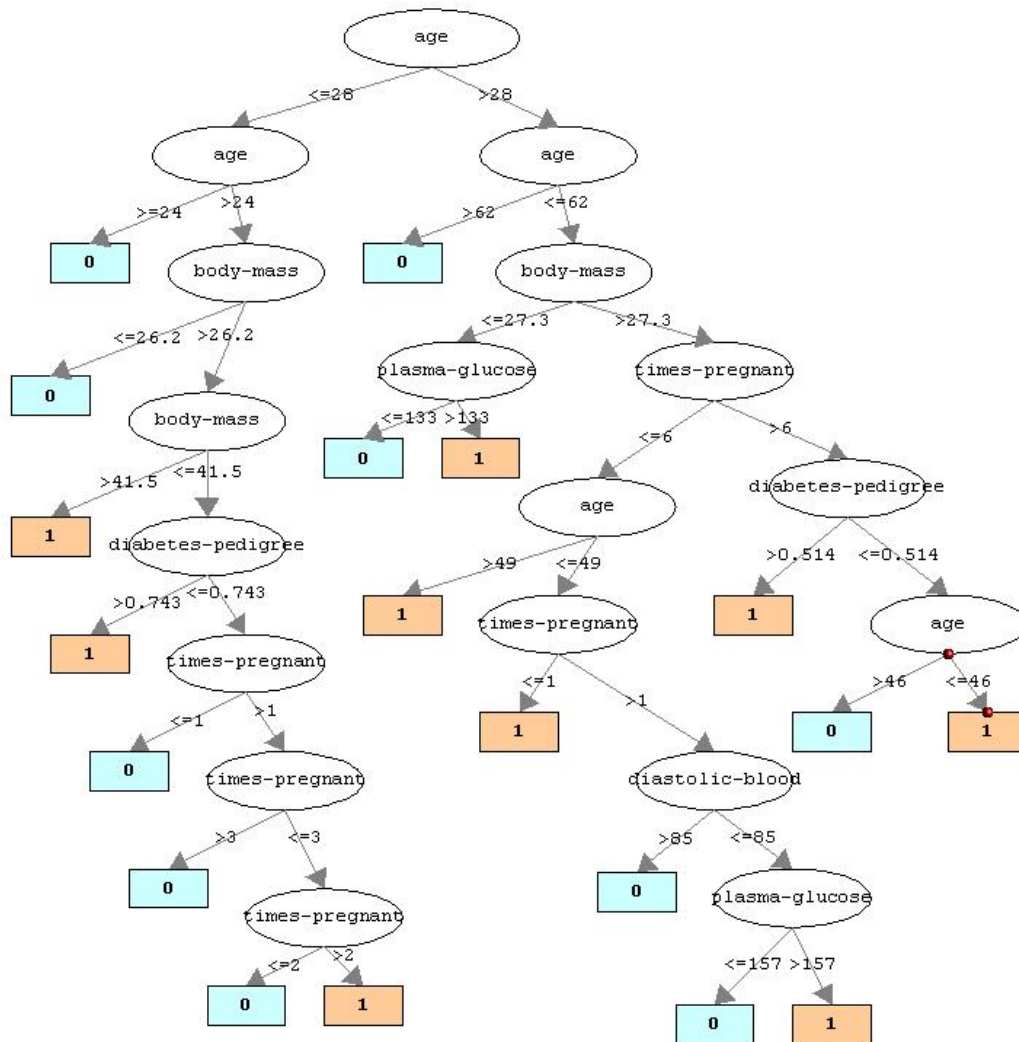 age
<=28 >28
age age
>=24 >24 >62 <=62
0 body-mass 0 body-mass
<=26.2 >26.2 <=27.3 >27.3
0 plasma-glucose times-pregnant
body-mass <=133 >133 <=6 >6
0 1
>41.5 <=41.5 age diabetes-pedigree
1 diabetes-pedigree >49 <=49 >0.514 <=0.514
>0.743 <=0.743 1 times-pregnant 1 age
1 times-pregnant <=1 >1 >46 <=46
<=1 >1 1 0 1
0 times-pregnant diastolic-blood
>3 <=3 >85 <=85
0 times-pregnant 0 plasma-glucose
<=2 >2 <=157 >157
0 1 0 1